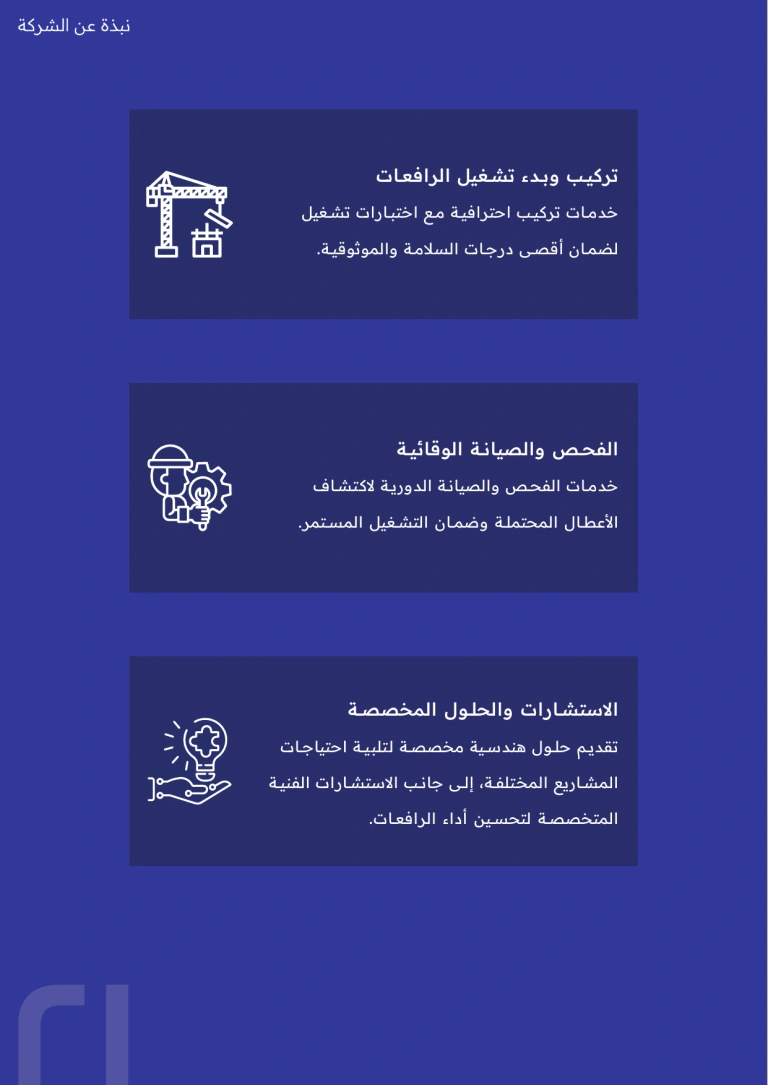 نبذة عن الشركة
تركيب وبدء تشغيل الرافعات
خدمات تركيب احترافية مع اختبارات تشغيل
لضمان أقصى درجات السلامة والموثوقية.
الفحص والصيانة الوقائية
خدمات الفحص والصيانة الدورية لاكتشاف
الأعطال المحتملة وضمان التشغيل المستمر.
الاستشارات والحلول المخصصة
تقديم حلول هندسية مخصصة لتلبية احتياجات
المشاريع المختلفة، إلى جانب الاستشارات الفنية
المتخصصة لتحسين أداء الرافعات.